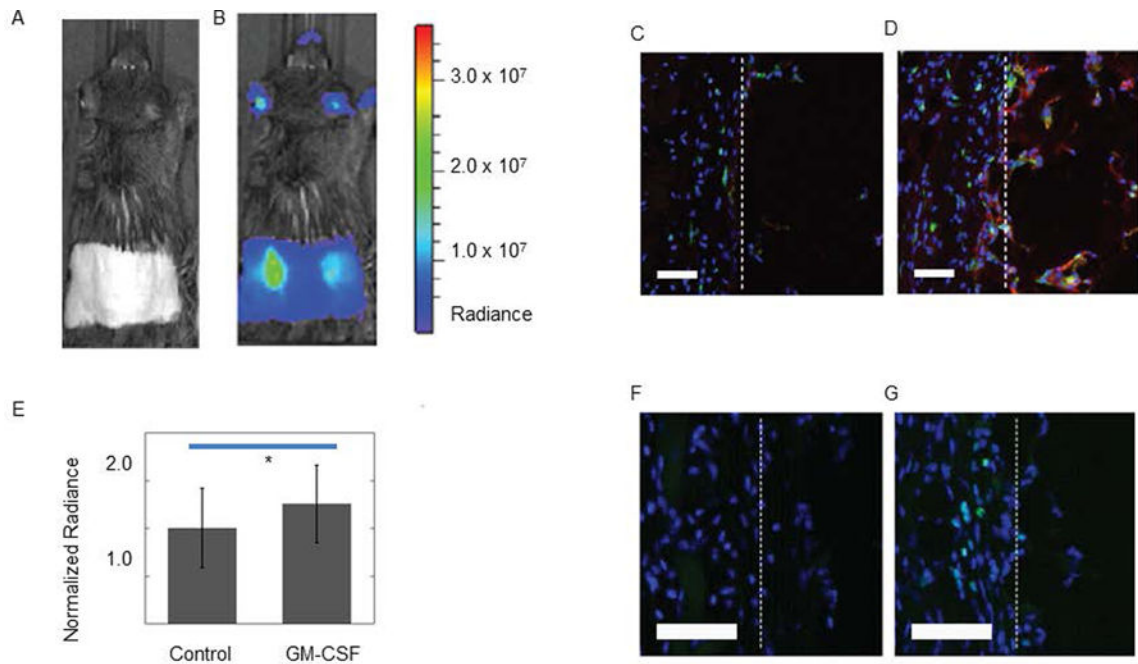 A
B
3.0 x 10⁷
2.0 x 10⁷
1.0 x 10⁷
Radiance
C
D
E
Normalized Radiance
2.0
1.0
*
Control
GM-CSF
F
G